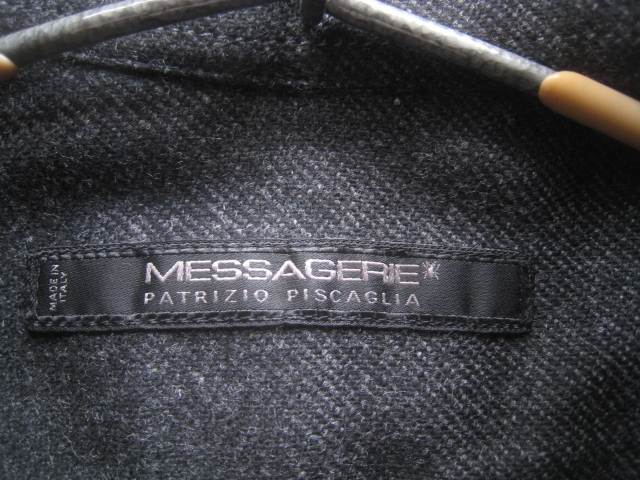 MESSAGERIE
PATRIZIO PISCAGLIA
MADE IN
ITALY